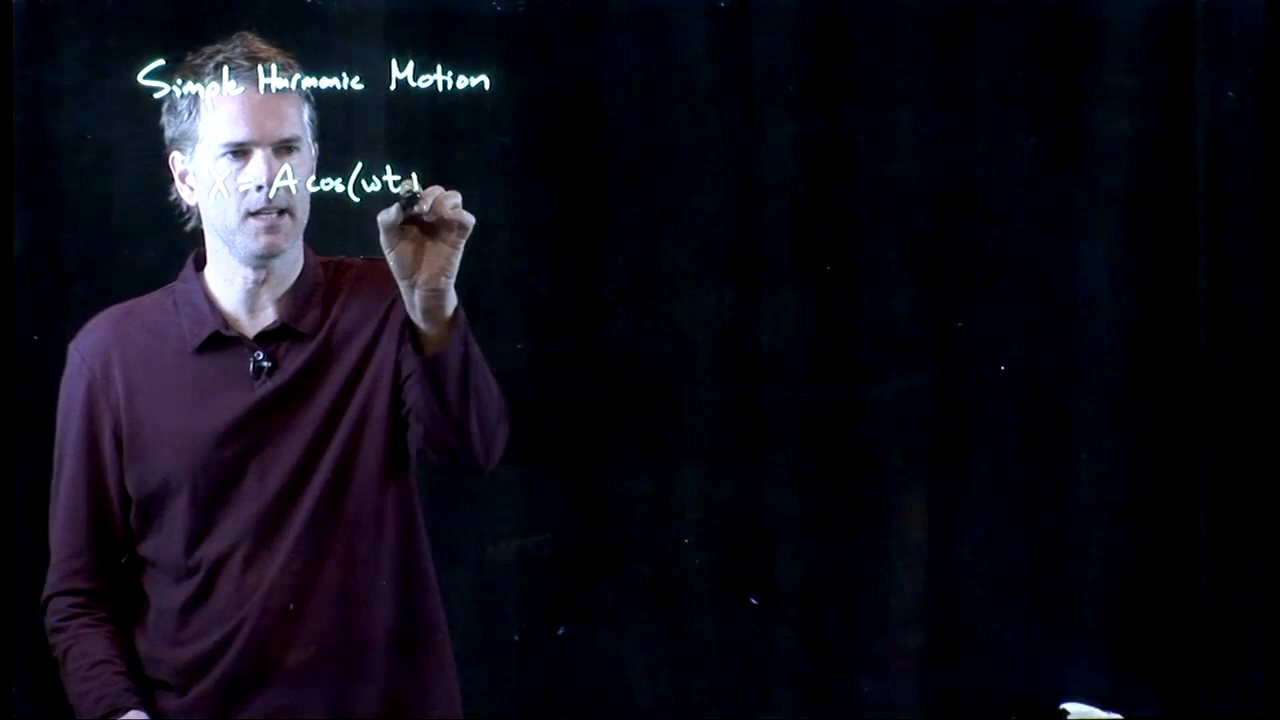 Simple Harmonic Motion
x = A cos(ωt)